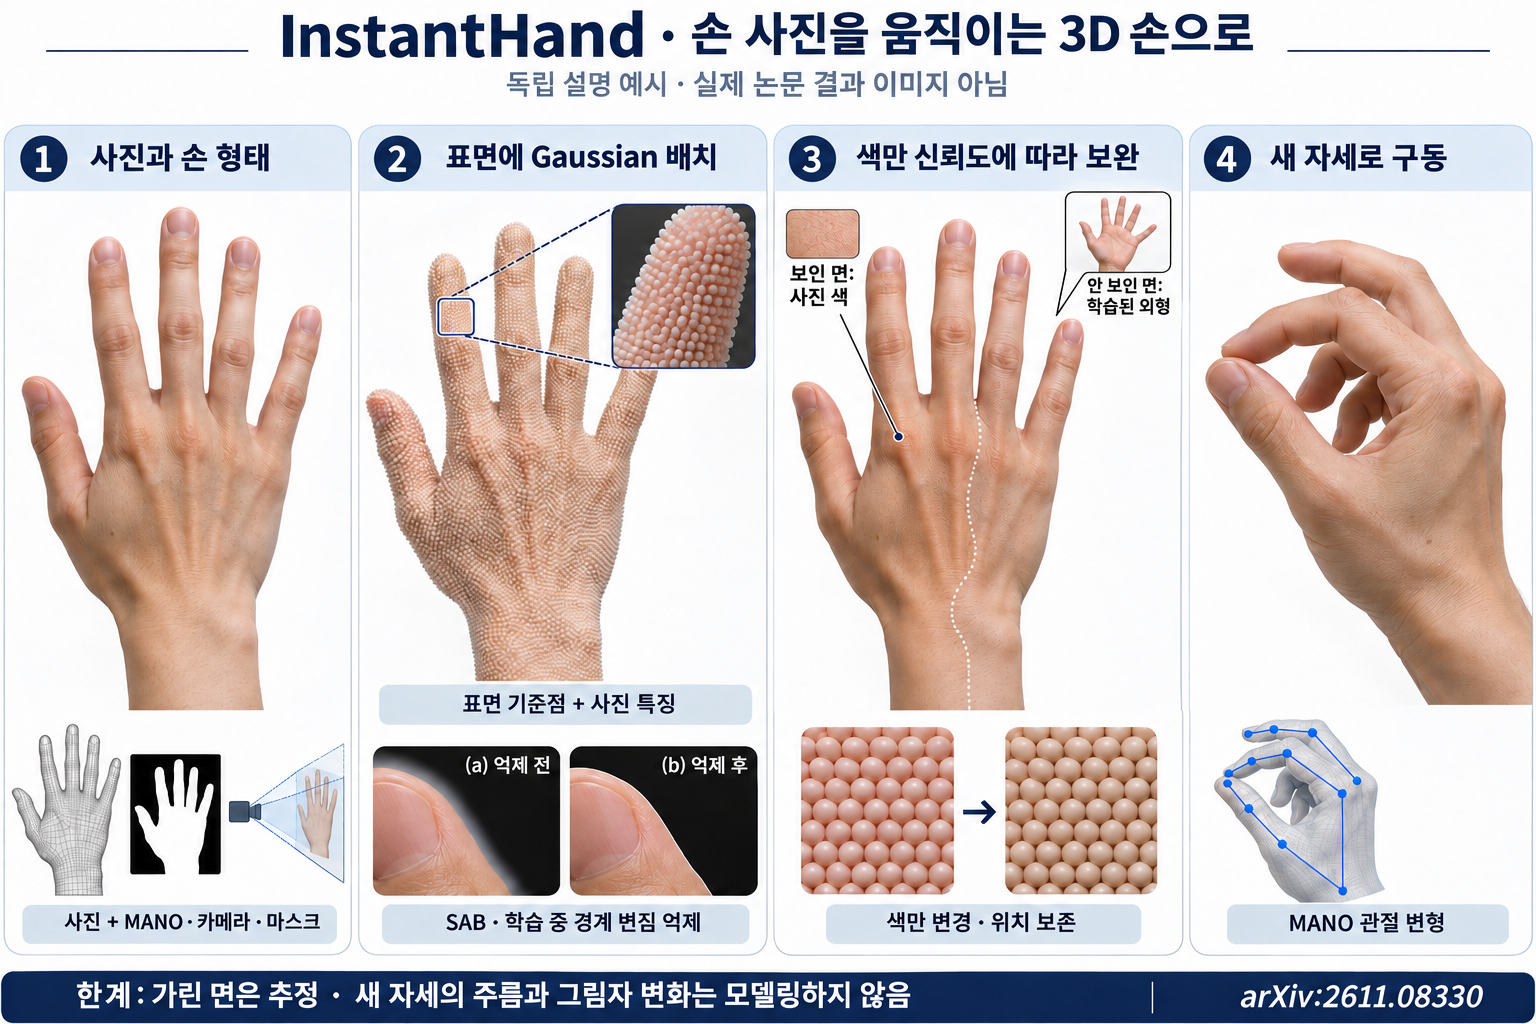 InstantHand · 손 사진을 움직이는 3D 손으로
독립 설명 예시 · 실제 논문 결과 이미지 아님
1 사진과 손 형태
사진 + MANO · 카메라 · 마스크
2 표면에 Gaussian 배치
표면 기준점 + 사진 특징
(a) 억제 전
(b) 억제 후
SAB · 학습 중 경계 번짐 억제
3 색만 신뢰도에 따라 보완
보인 면:
사진 색
안 보인 면:
학습된 외형
색만 변경 · 위치 보존
4 새 자세로 구동
MANO 관절 변형
한계: 가린 면은 추정 · 새 자세의 주름과 그림자 변화는 모델링하지 않음
arXiv:2611.08330